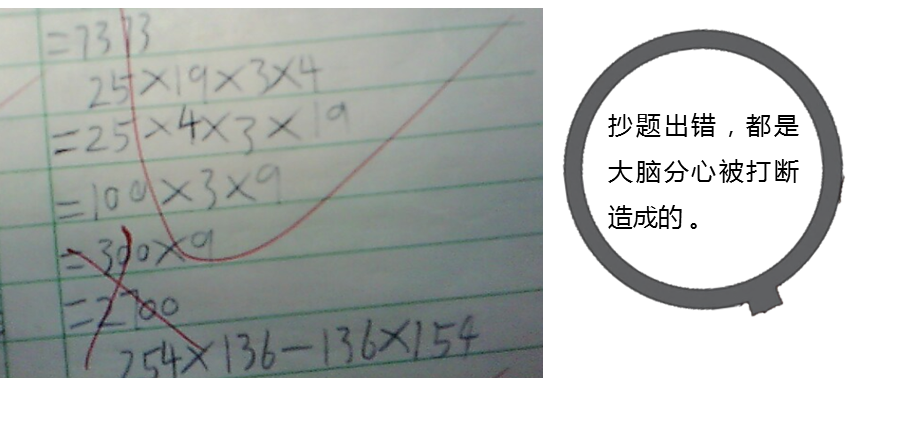 =7373
25×19×3×4
=25×4×3×19
=100×3×9
=300×9
=2700
254×136-136×154
抄题出错，都是
大脑分心被打断
造成的。